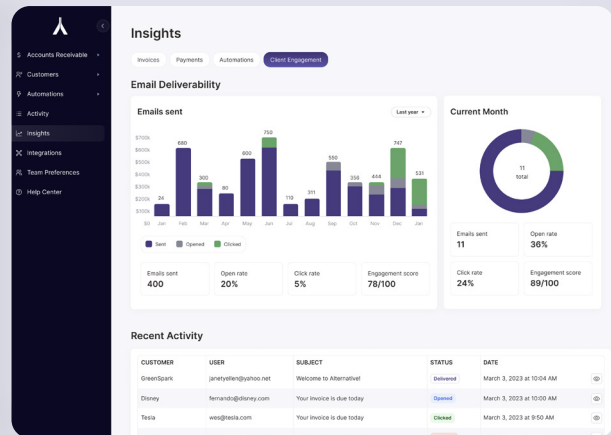 Insights
$ Accounts Receivable
Customers
Automations
Activity
Insights
Integrations
Team Preferences
Help Center
Invoices Payments Automations Client Engagement
Email Deliverability
Emails sent
Last year
$700k
$600k
$500k
$400k
$300k
$200k
$100k
$0
24 680 300 80 600 750 110 311 550 350 444 747 531
Jan Feb Mar Apr May Jun Jul Aug Sep Oct Nov Dec Jan
Sent Opened Clicked
Emails sent
400
Open rate
20%
Click rate
5%
Engagement score
78/100
Current Month
11
total
Emails sent
11
Open rate
36%
Click rate
24%
Engagement score
89/100
Recent Activity
CUSTOMER USER SUBJECT STATUS DATE
GreenSpark janetyellen@yahoo.net Welcome to Alternative! Delivered March 3, 2023 at 10:04 AM
Disney fernando@disney.com Your invoice is due today Opened March 3, 2023 at 10:00 AM
Tesla wes@tesla.com Your invoice is due today Clicked March 3, 2023 at 9:50 AM